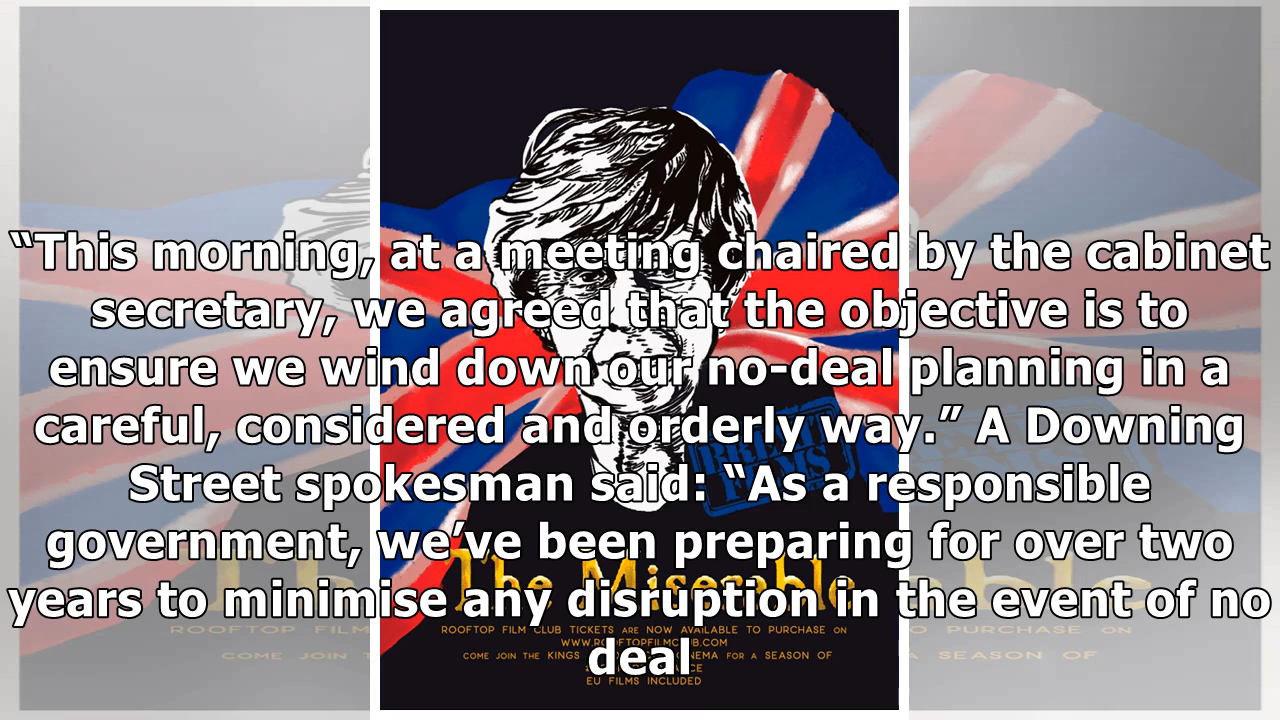 “This morning, at a meeting chaired by the cabinet
secretary, we agreed that the objective is to
ensure we wind down our no-deal planning in a
careful, considered and orderly way.” A Downing
Street spokesman said: “As a responsible
government, we’ve been preparing for over two
years to minimise any disruption in the event of no
deal
The Miserable
ROOFTOP FILM CLUB TICKETS ARE NOW AVAILABLE TO PURCHASE ON
WWW.ROOFTOPFILMCLUB.COM
COME JOIN THE KINGS CINEMA FOR A SEASON OF
EU FILMS INCLUDED